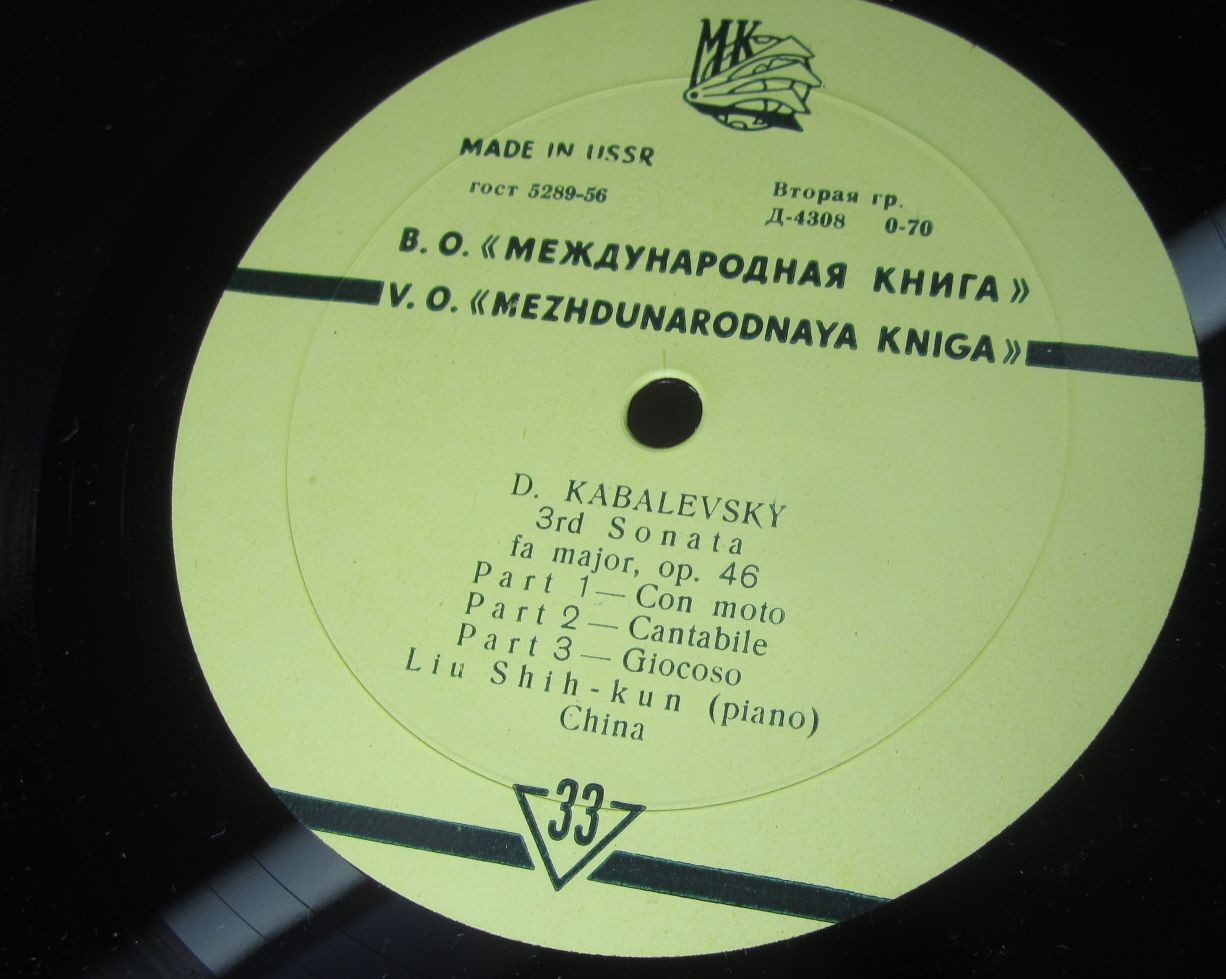 МК
MADE IN USSR
гост 5289-56
Вторая гр.
Д-4308 0-70
В. О. «МЕЖДУНАРОДНАЯ КНИГА»
V. O. «MEZHDUNARODNAYA KNIGA»
D. KABALEVSKY
3rd Sonata
fa major, op. 46
Part 1—Con moto
Part 2—Cantabile
Part 3—Giocoso
Liu Shih-kun (piano)
China
33